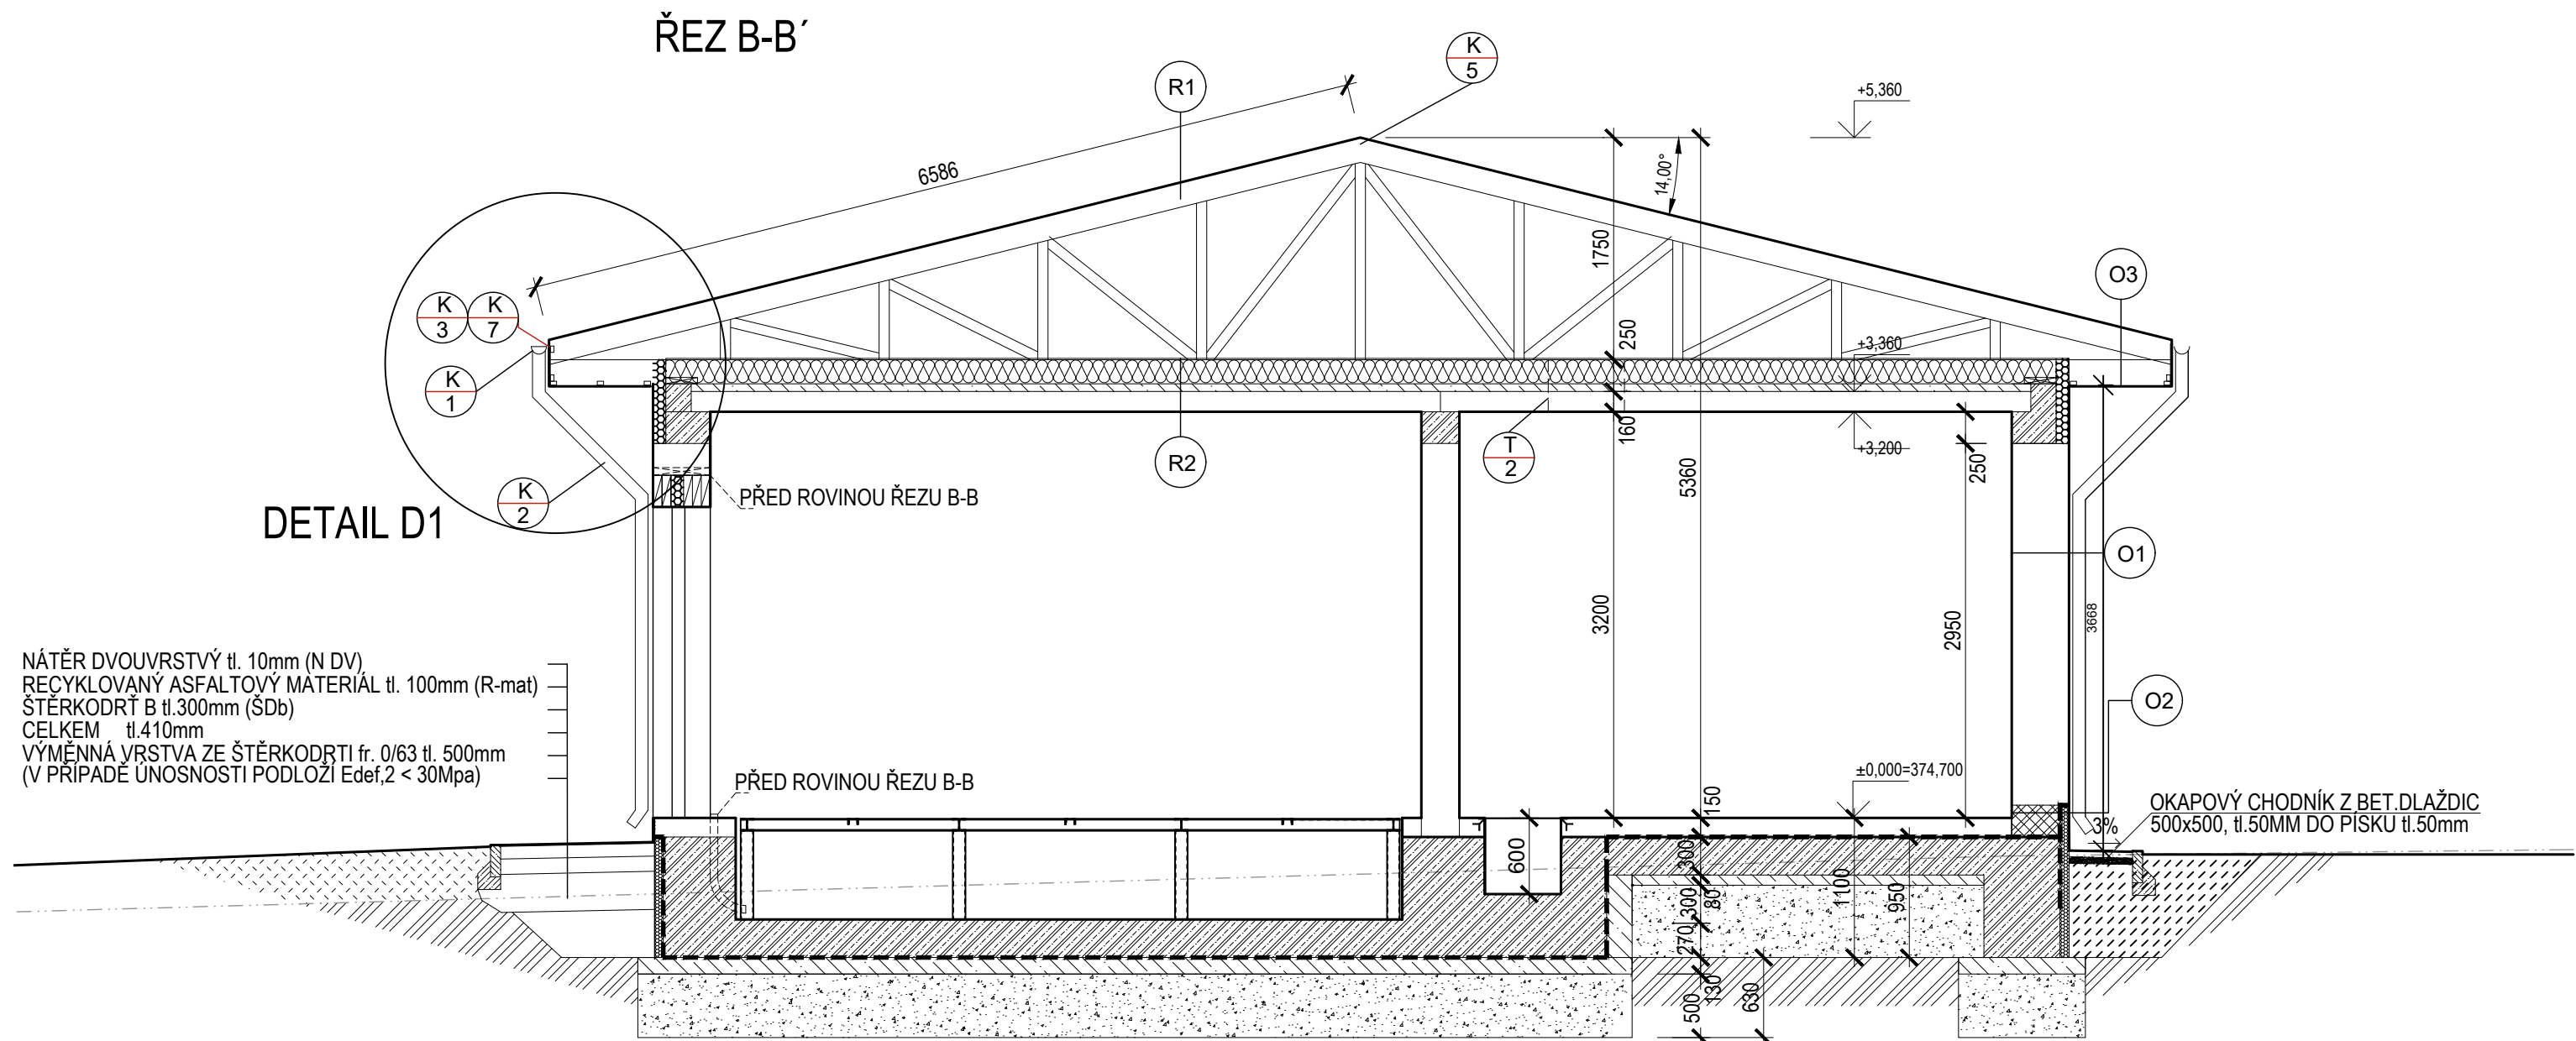 ŘEZ B-B´
K
5
R1
+5,360
6586
14,00°
1750
O3
K
3
K
7
250
+3,360
K
1
160
+3,200
T
2
R2
250
5360
K
2
PŘED ROVINOU ŘEZU B-B
DETAIL D1
O1
3200
2950
3668
NÁTĚR DVOUVRSTVÝ tl. 10mm (N DV)
RECYKLOVANÝ ASFALTOVÝ MATERIÁL tl. 100mm (R-mat)
ŠTĚRKODRŤ B tl.300mm (ŠDb)
CELKEM tl.410mm
VÝMĚNNÁ VRSTVA ZE ŠTĚRKODRTI fr. 0/63 tl. 500mm
(V PŘÍPADĚ ÚNOSNOSTI PODLOŽÍ Edef,2 < 30Mpa)
O2
PŘED ROVINOU ŘEZU B-B
±0,000=374,700
150
OKAPOVÝ CHODNÍK Z BET.DLAŽDIC
500x500, tl.50MM DO PÍSKU tl.50mm
3%
600
300
1100
950
300
80
270
130
500
630